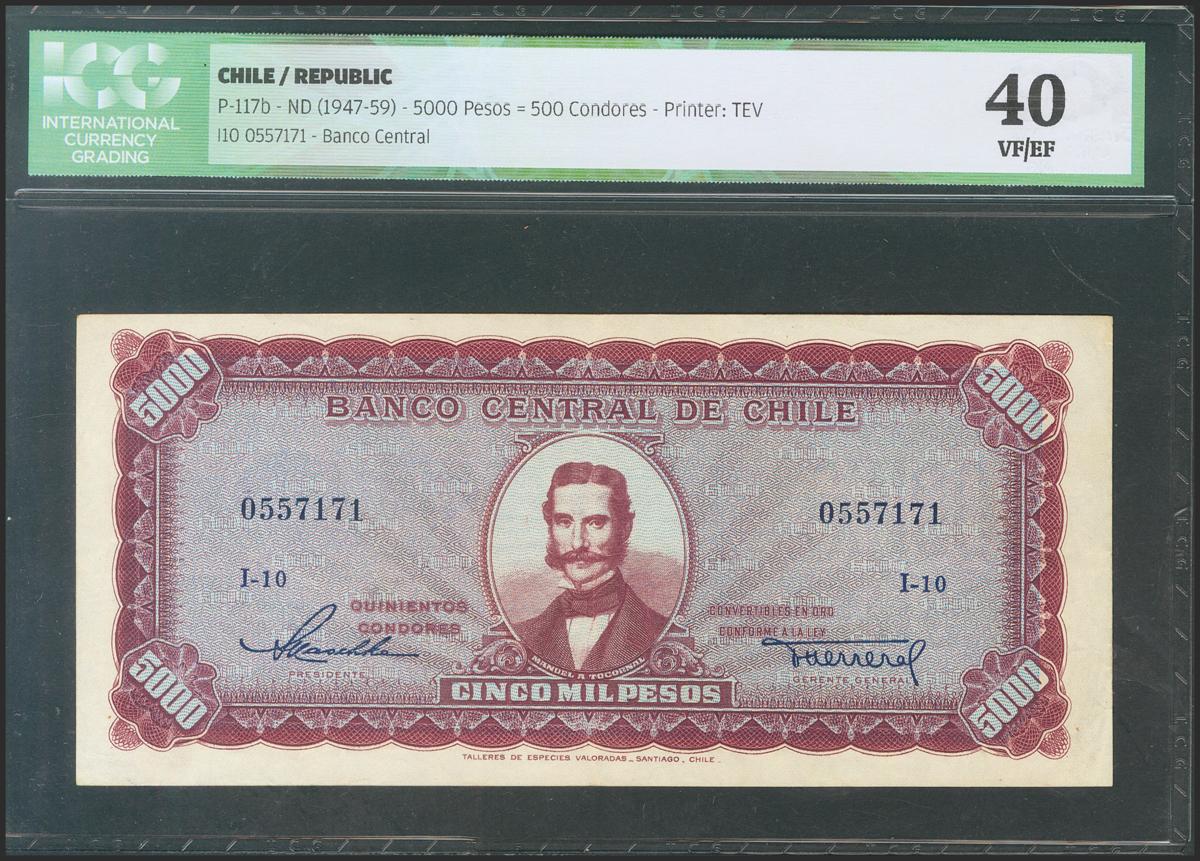 ICG
INTERNATIONAL
CURRENCY
GRADING
CHILE / REPUBLIC
P-117b - ND (1947-59) - 5000 Pesos = 500 Condores - Printer: TEV
I10 0557171 - Banco Central
40
VF/EF
5000
5000
BANCO CENTRAL DE CHILE
0557171
0557171
I-10
I-10
QUINIENTOS
CONDORES
CONVERTIBLES EN ORO
CONFORME A LA LEY
PRESIDENTE
GERENTE GENERAL
MANUEL A TOCORNAL
CINCO MIL PESOS
5000
5000
TALLERES DE ESPECIES VALORADAS _ SANTIAGO . CHILE .